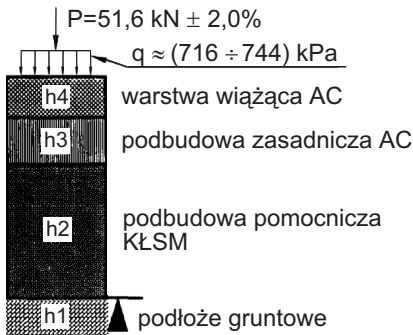 P=51,6 kN ± 2,0%
q ≈ (716 ÷ 744) kPa
h4 warstwa wiążąca AC
h3 podbudowa zasadnicza AC
h2 podbudowa pomocnicza
KŁSM
h1 podłoże gruntowe